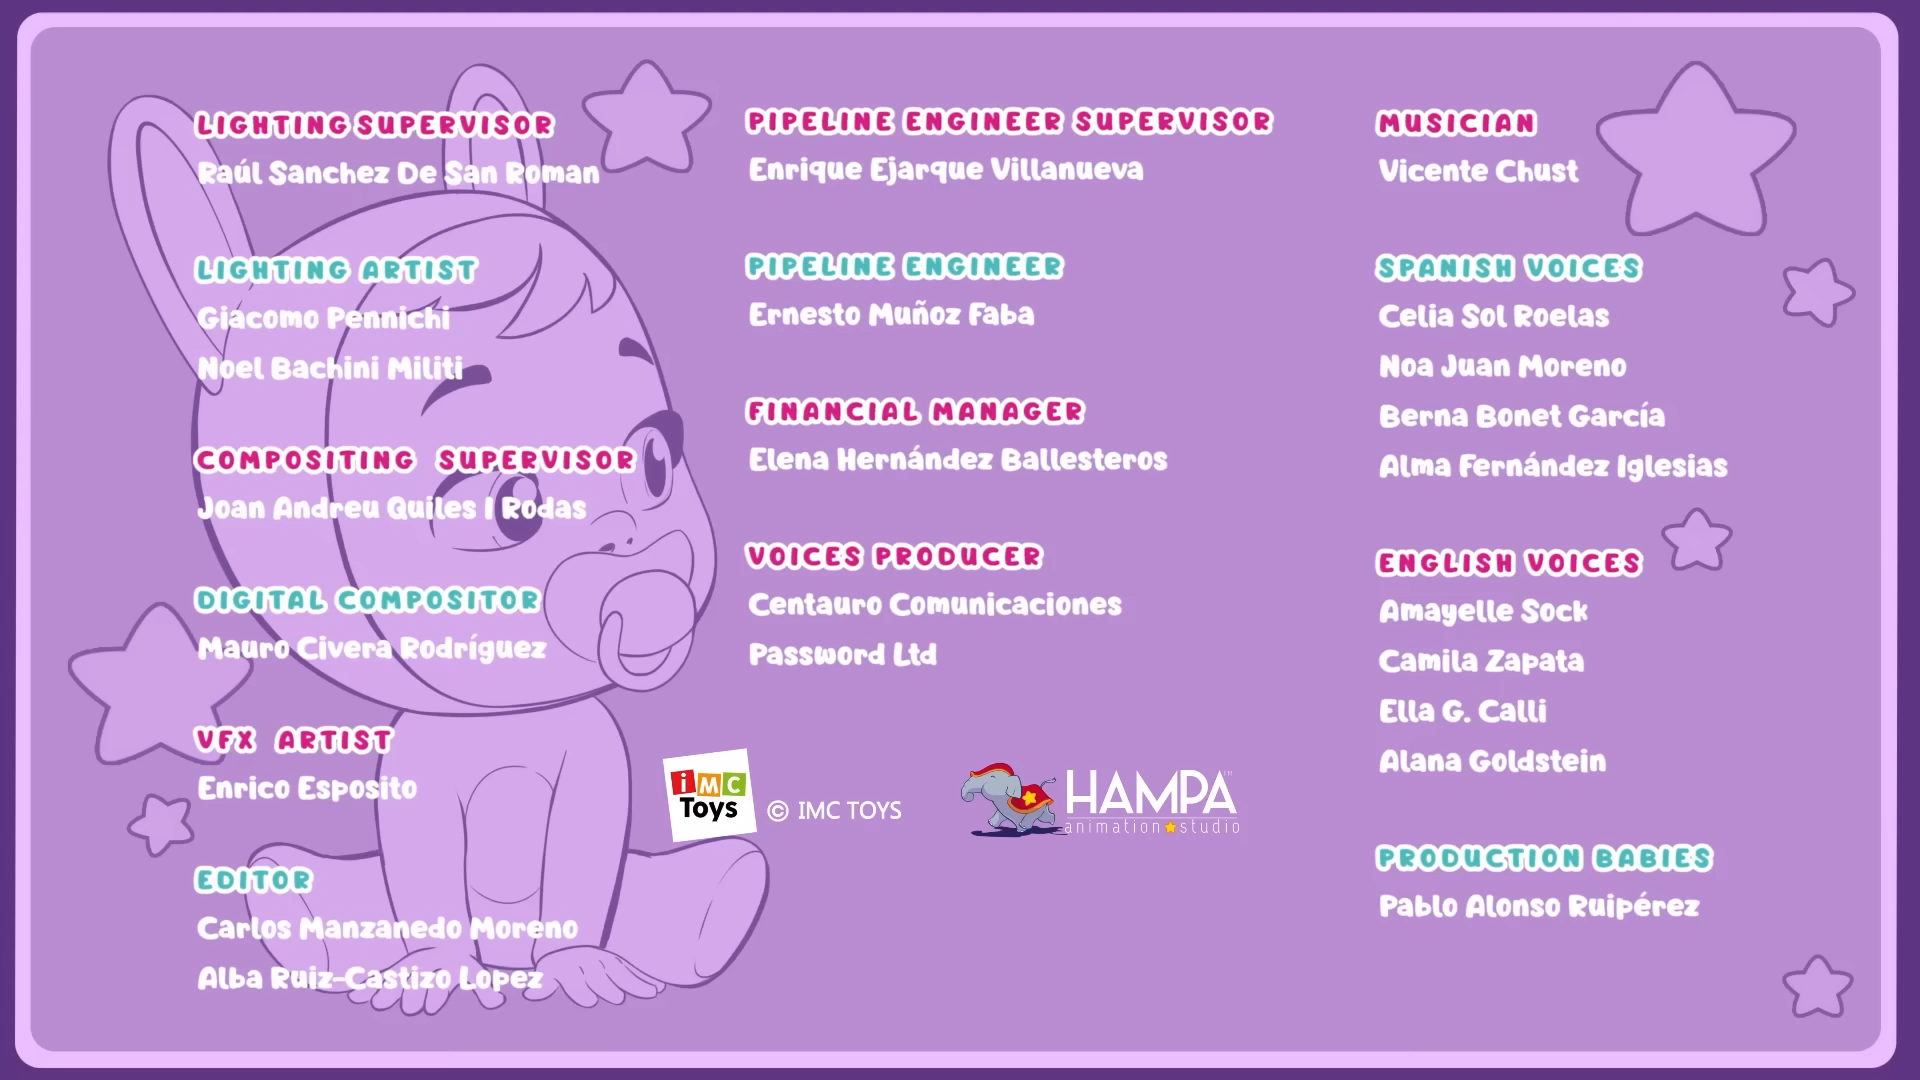 LIGHTING SUPERVISOR
Raúl Sanchez De San Roman
LIGHTING ARTIST
Giacomo Pennichi
Noel Bachini Militi
COMPOSITING SUPERVISOR
Joan Andreu Quiles I Rodas
DIGITAL COMPOSITOR
Mauro Civera Rodríguez
VFX ARTIST
Enrico Esposito
EDITOR
Carlos Manzanedo Moreno
Alba Ruiz-Castizo Lopez
PIPELINE ENGINEER SUPERVISOR
Enrique Ejarque Villanueva
PIPELINE ENGINEER
Ernesto Muñoz Faba
FINANCIAL MANAGER
Elena Hernández Ballesteros
VOICES PRODUCER
Centauro Comunicaciones
Password Ltd
iMC
Toys
© IMC TOYS
HAMPA™
animation studio
MUSICIAN
Vicente Chust
SPANISH VOICES
Celia Sol Roelas
Noa Juan Moreno
Berna Bonet García
Alma Fernández Iglesias
ENGLISH VOICES
Amayelle Sock
Camila Zapata
Ella G. Calli
Alana Goldstein
PRODUCTION BABIES
Pablo Alonso Ruipérez